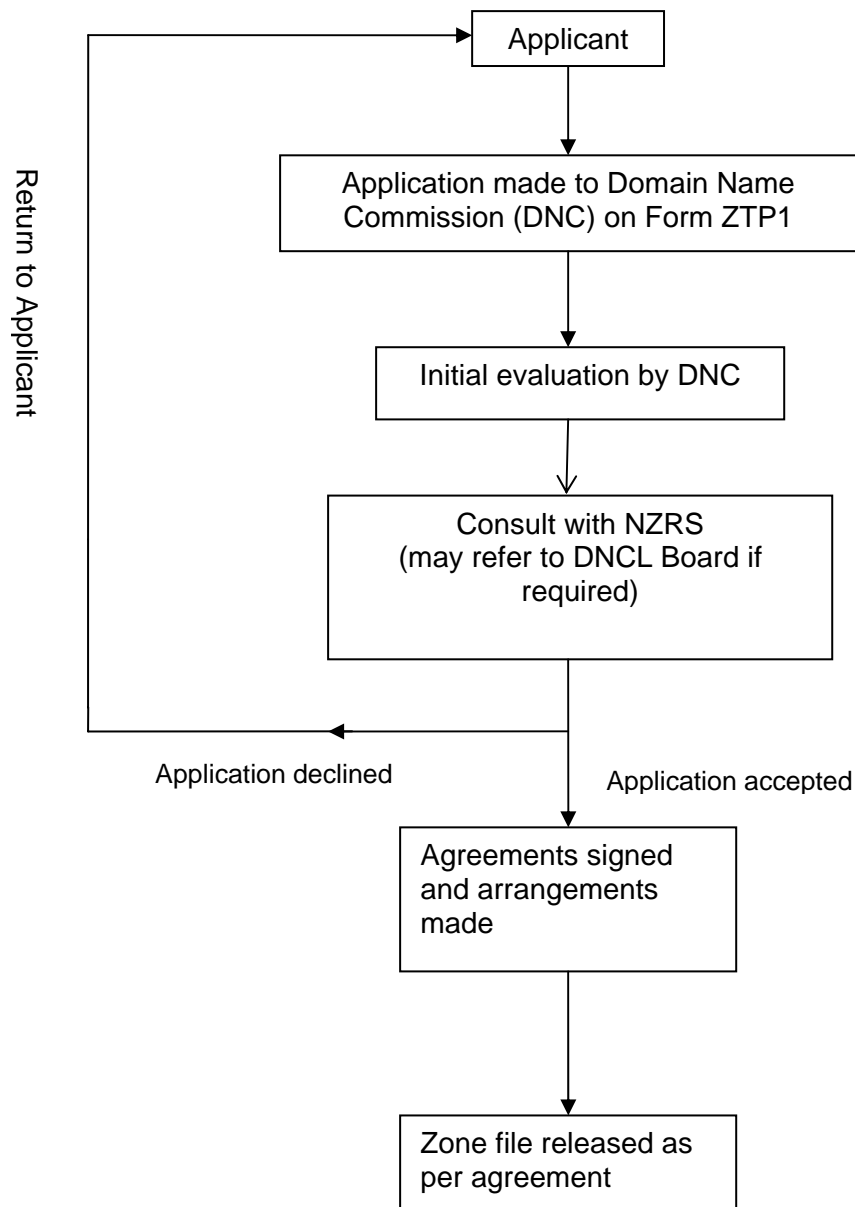 Applicant
Return to Applicant
Application made to Domain Name
Commission (DNC) on Form ZTP1
Initial evaluation by DNC
Consult with NZRS
(may refer to DNCL Board if
required)
Application declined
Application accepted
Agreements signed
and arrangements
made
Zone file released as
per agreement